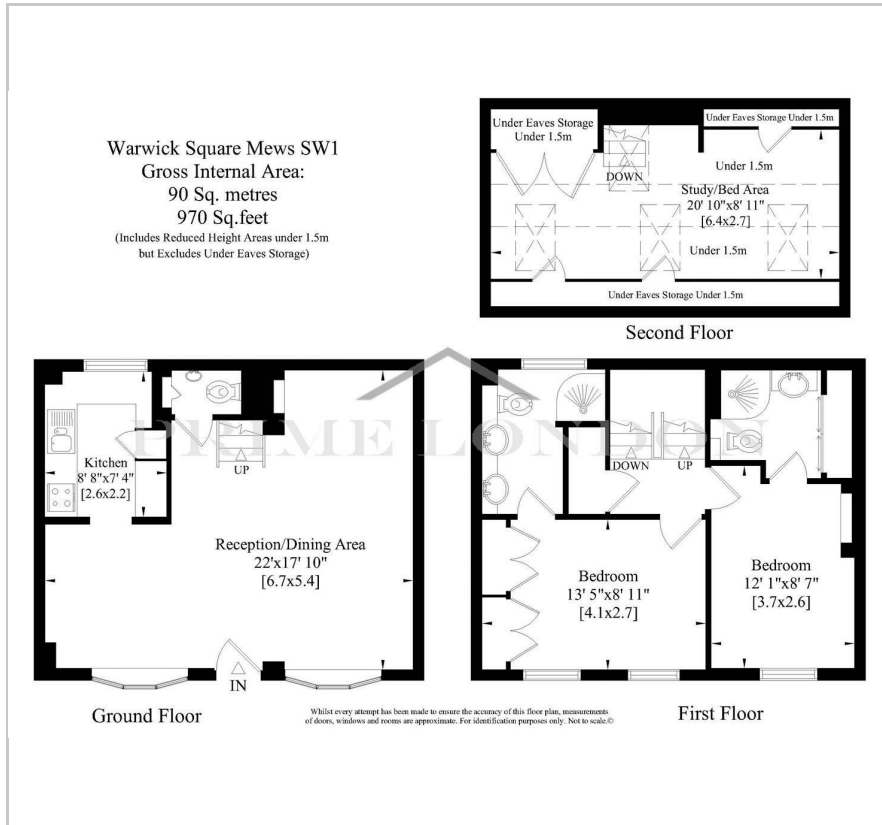 Warwick Square Mews SW1
Gross Internal Area:
90 Sq. metres
970 Sq.feet
(Includes Reduced Height Areas under 1.5m
but Excludes Under Eaves Storage)
Under Eaves Storage
Under 1.5m
Under Eaves Storage Under 1.5m
DOWN
Under 1.5m
Study/Bed Area
20' 10"x8' 11"
[6.4x2.7]
Under 1.5m
Under Eaves Storage Under 1.5m
Second Floor
PRIME LONDON
Kitchen
8' 8"x7' 4"
[2.6x2.2]
UP
Reception/Dining Area
22'x17' 10"
[6.7x5.4]
IN
Ground Floor
DOWN
UP
Bedroom
13' 5"x8' 11"
[4.1x2.7]
Bedroom
12' 1"x8' 7"
[3.7x2.6]
First Floor
Whilst every attempt has been made to ensure the accuracy of this floor plan, measurements
of doors, windows and rooms are approximate. For identification purposes only. Not to scale.©